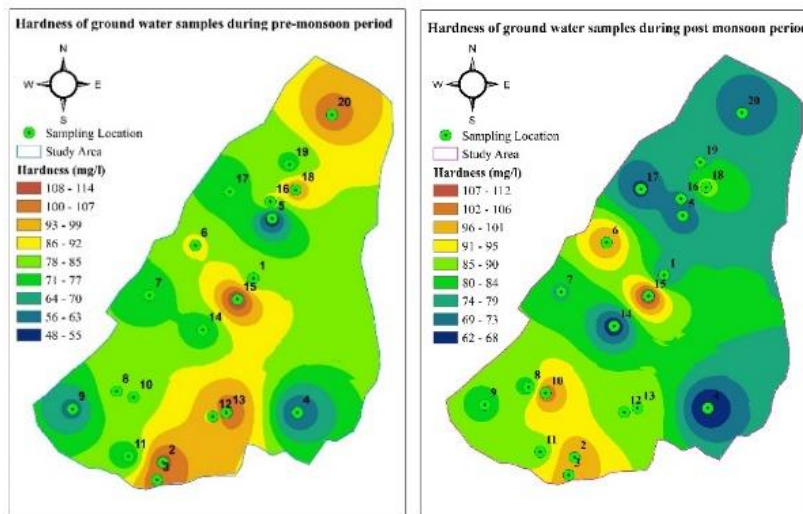 Hardness of ground water samples during pre-monsoon period
N
W E
S
Sampling Location
Study Area
Hardness (mg/l)
108 - 114
100 - 107
93 - 99
86 - 92
78 - 85
71 - 77
64 - 70
56 - 63
48 - 55
20
19
17
18
16
5
6
1
7
15
14
8
10
9
12
13
4
11
2
3
Hardness of ground water samples during post monsoon period
N
W E
S
Sampling Location
Study Area
Hardness (mg/l)
107 - 112
102 - 106
96 - 101
91 - 95
85 - 90
80 - 84
74 - 79
69 - 73
62 - 68
20
19
17
18
16
5
6
1
7
15
14
8
10
9
12
13
4
11
2
3